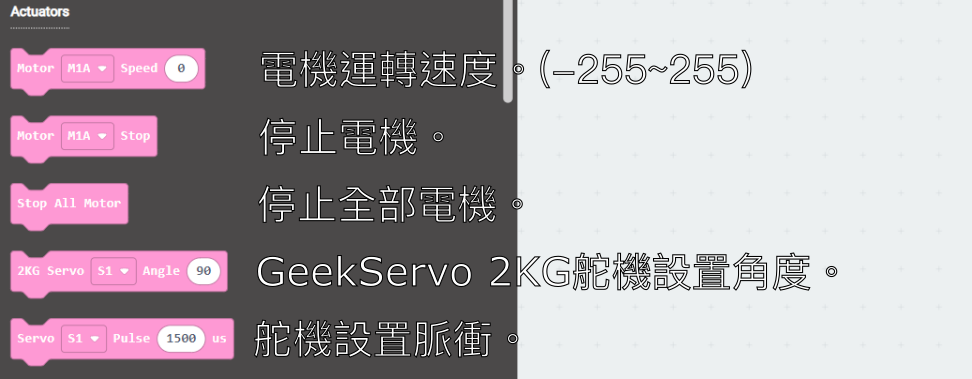 Actuators
Motor M1A Speed 0 電機運轉速度。(-255~255)
Motor M1A Stop 停止電機。
Stop All Motor 停止全部電機。
2KG Servo S1 Angle 90 GeekServo 2KG舵機設置角度。
Servo S1 Pulse 1500 us 舵機設置脈衝。